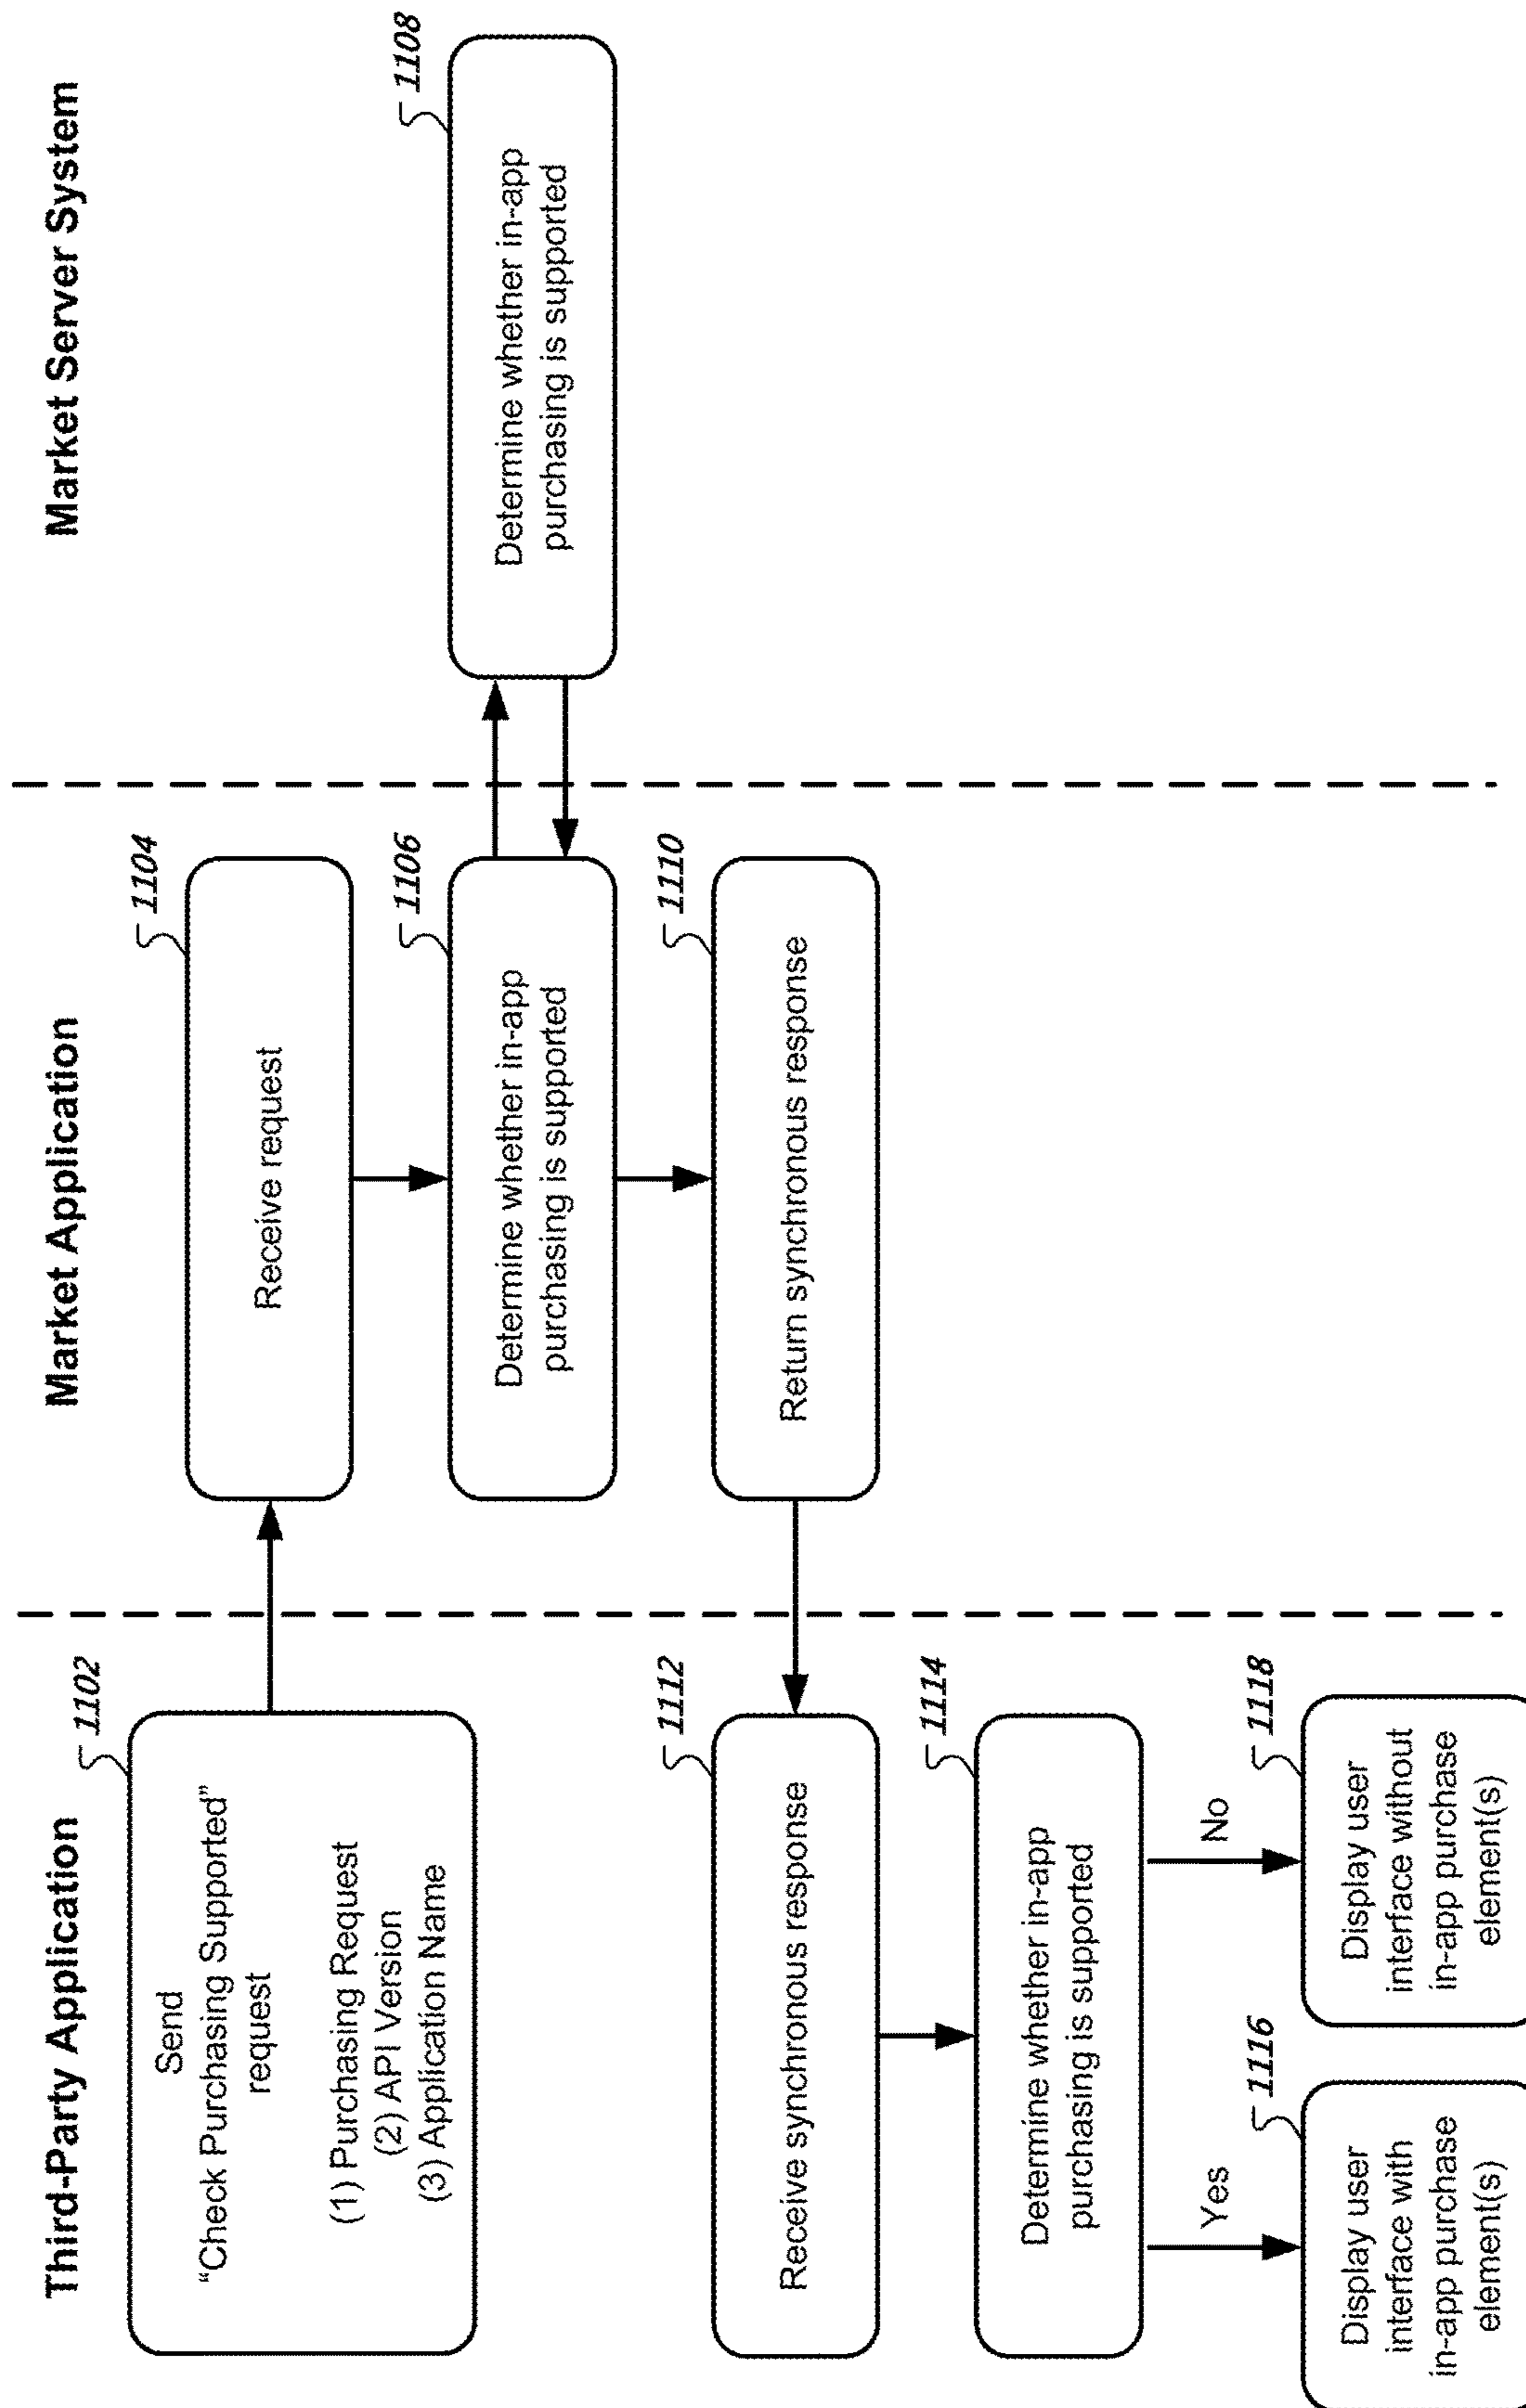 Third-Party Application
Market Application
Market Server System
1102
Send
“Check Purchasing Supported”
request
(1) Purchasing Request
(2) API Version
(3) Application Name
1104
Receive request
1106
Determine whether in-app
purchasing is supported
1108
Determine whether in-app
purchasing is supported
1110
Return synchronous response
1112
Receive synchronous response
1114
Determine whether in-app
purchasing is supported
Yes
No
1116
Display user
interface with
in-app purchase
element(s)
1118
Display user
interface without
in-app purchase
element(s)